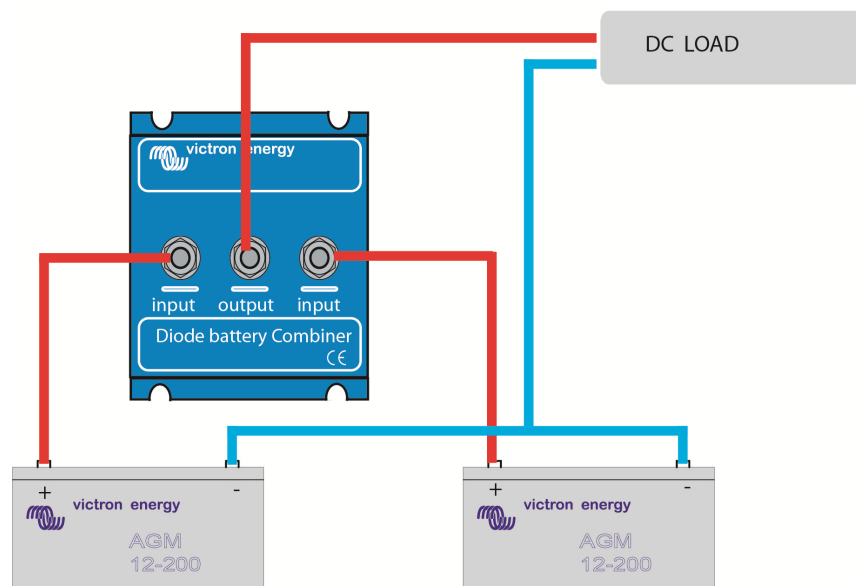 DC LOAD
victron energy
input output input
Diode battery Combiner
CE
+ -
victron energy
AGM
12-200
+ -
victron energy
AGM
12-200